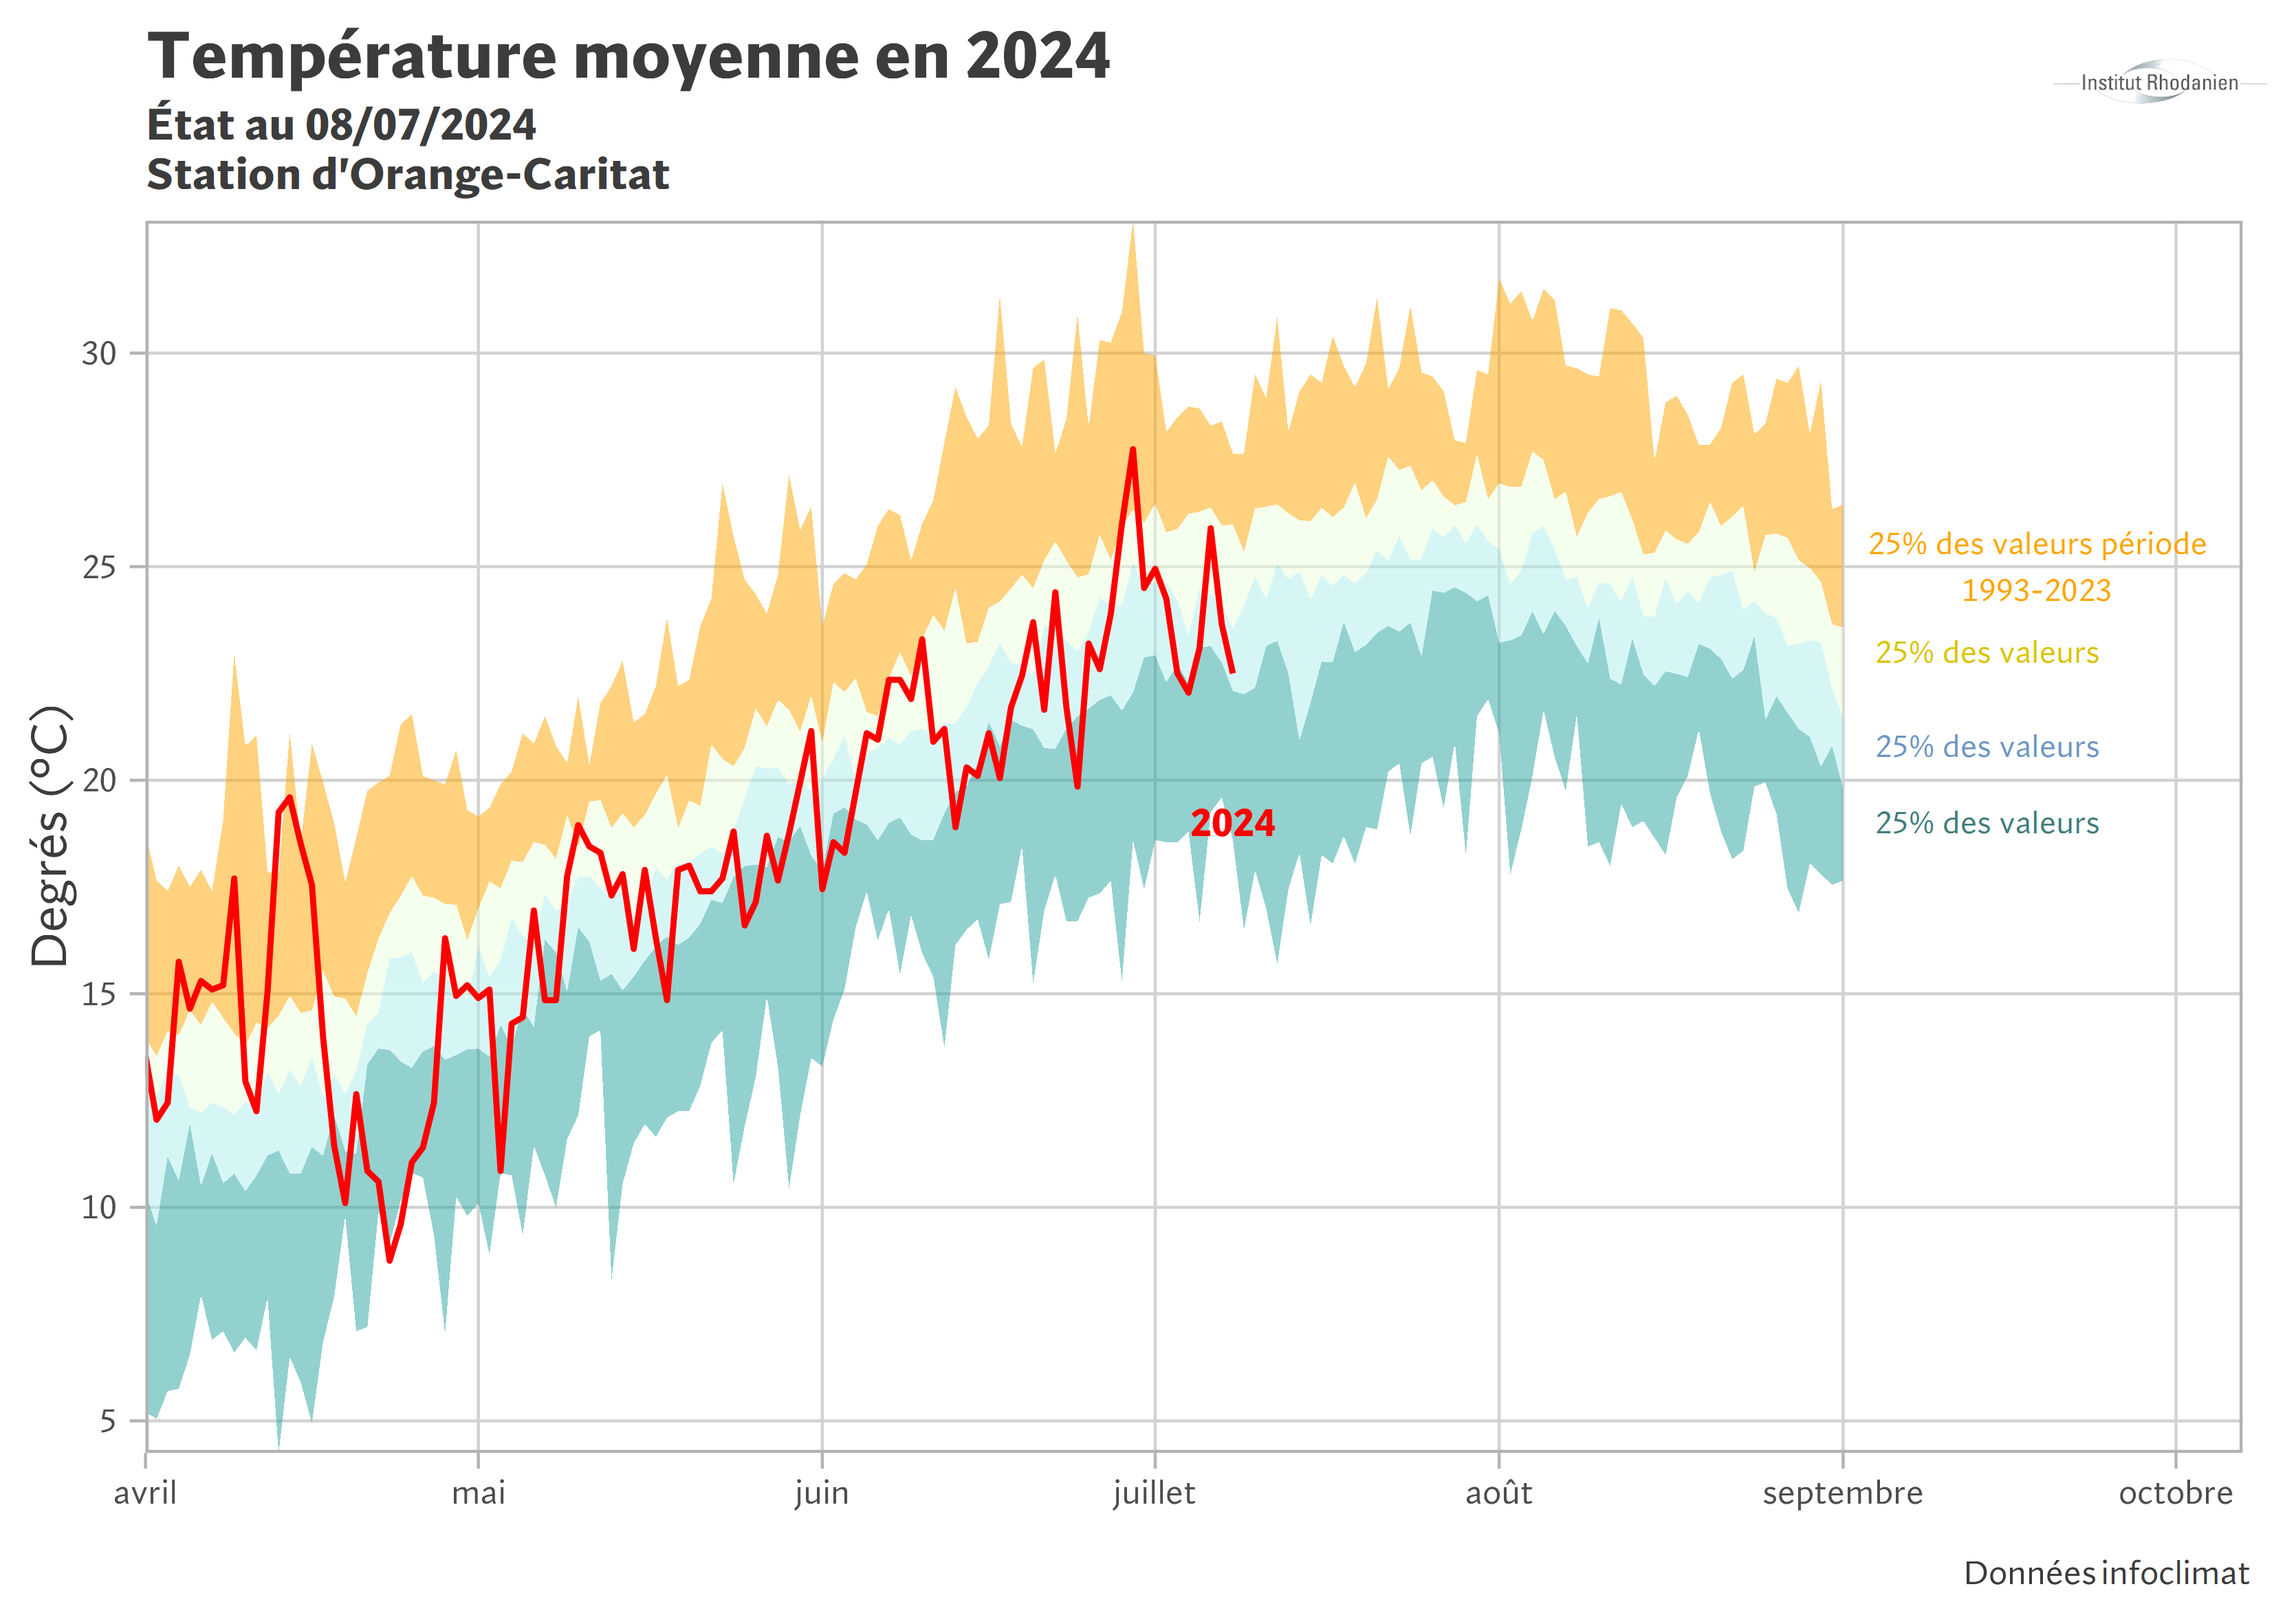 Température moyenne en 2024
État au 08/07/2024
Station d'Orange-Caritat
Institut Rhodanien
Degrés (°C)
30
25
20
15
10
5
25% des valeurs période
1993-2023
25% des valeurs
25% des valeurs
25% des valeurs
2024
avril mai juin juillet août septembre octobre
Données infoclimat